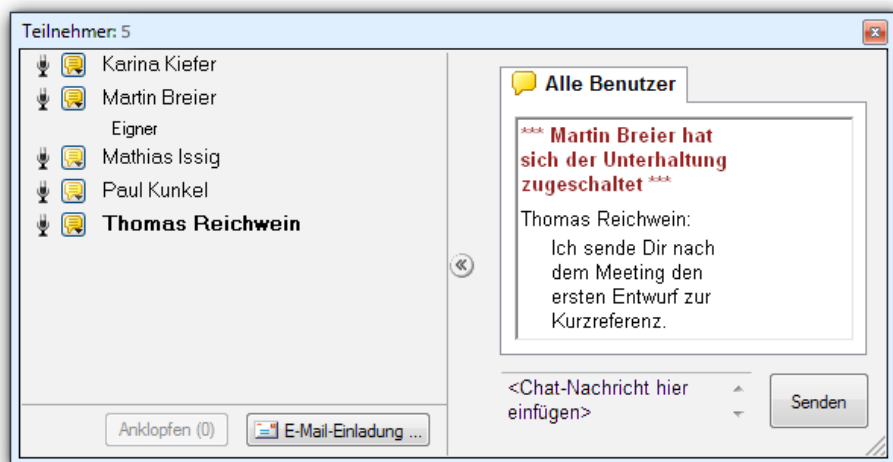 Teilnehmer: 5
Karina Kiefer
Martin Breier
Eigner
Mathias Issig
Paul Kunkel
Thomas Reichwein
Anklopfen (0)
E-Mail-Einladung ...
Alle Benutzer
*** Martin Breier hat
sich der Unterhaltung
zugeschaltet ***
Thomas Reichwein:
Ich sende Dir nach
dem Meeting den
ersten Entwurf zur
Kurzreferenz.
<Chat-Nachricht hier
einfügen>
Senden